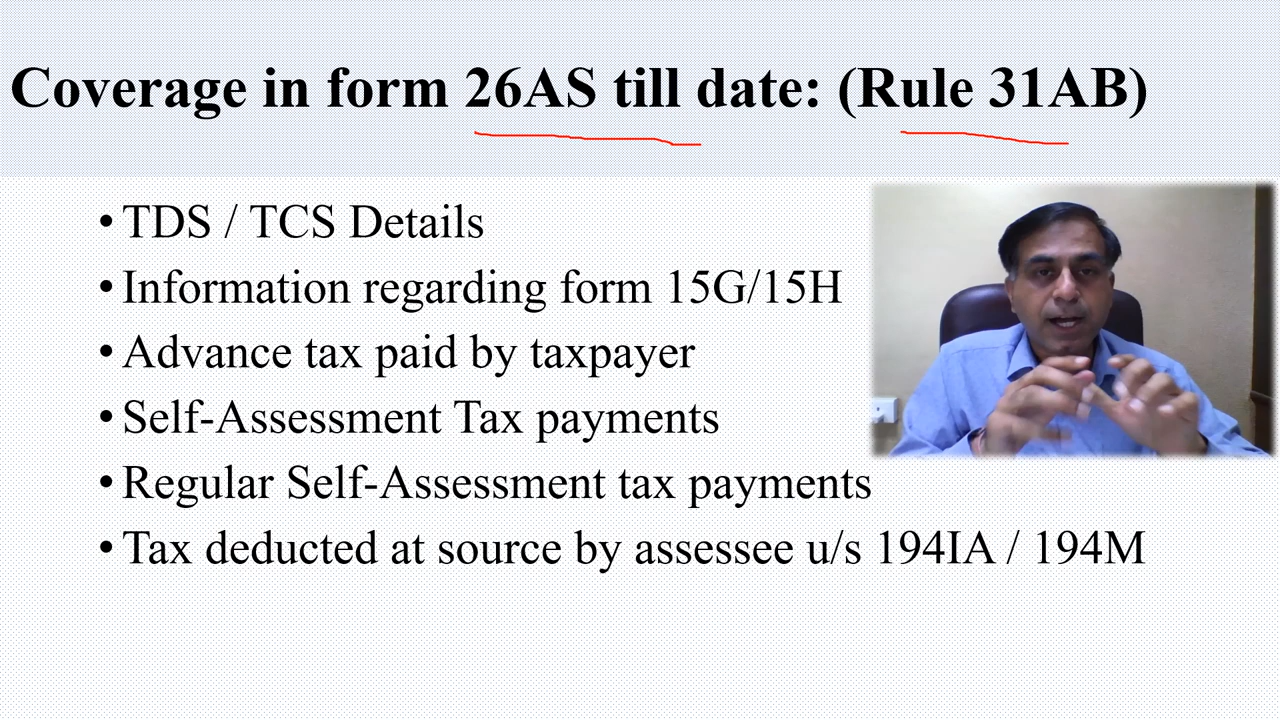 Coverage in form 26AS till date: (Rule 31AB)
• TDS / TCS Details
• Information regarding form 15G/15H
• Advance tax paid by taxpayer
• Self-Assessment Tax payments
• Regular Self-Assessment tax payments
• Tax deducted at source by assessee u/s 194IA / 194M